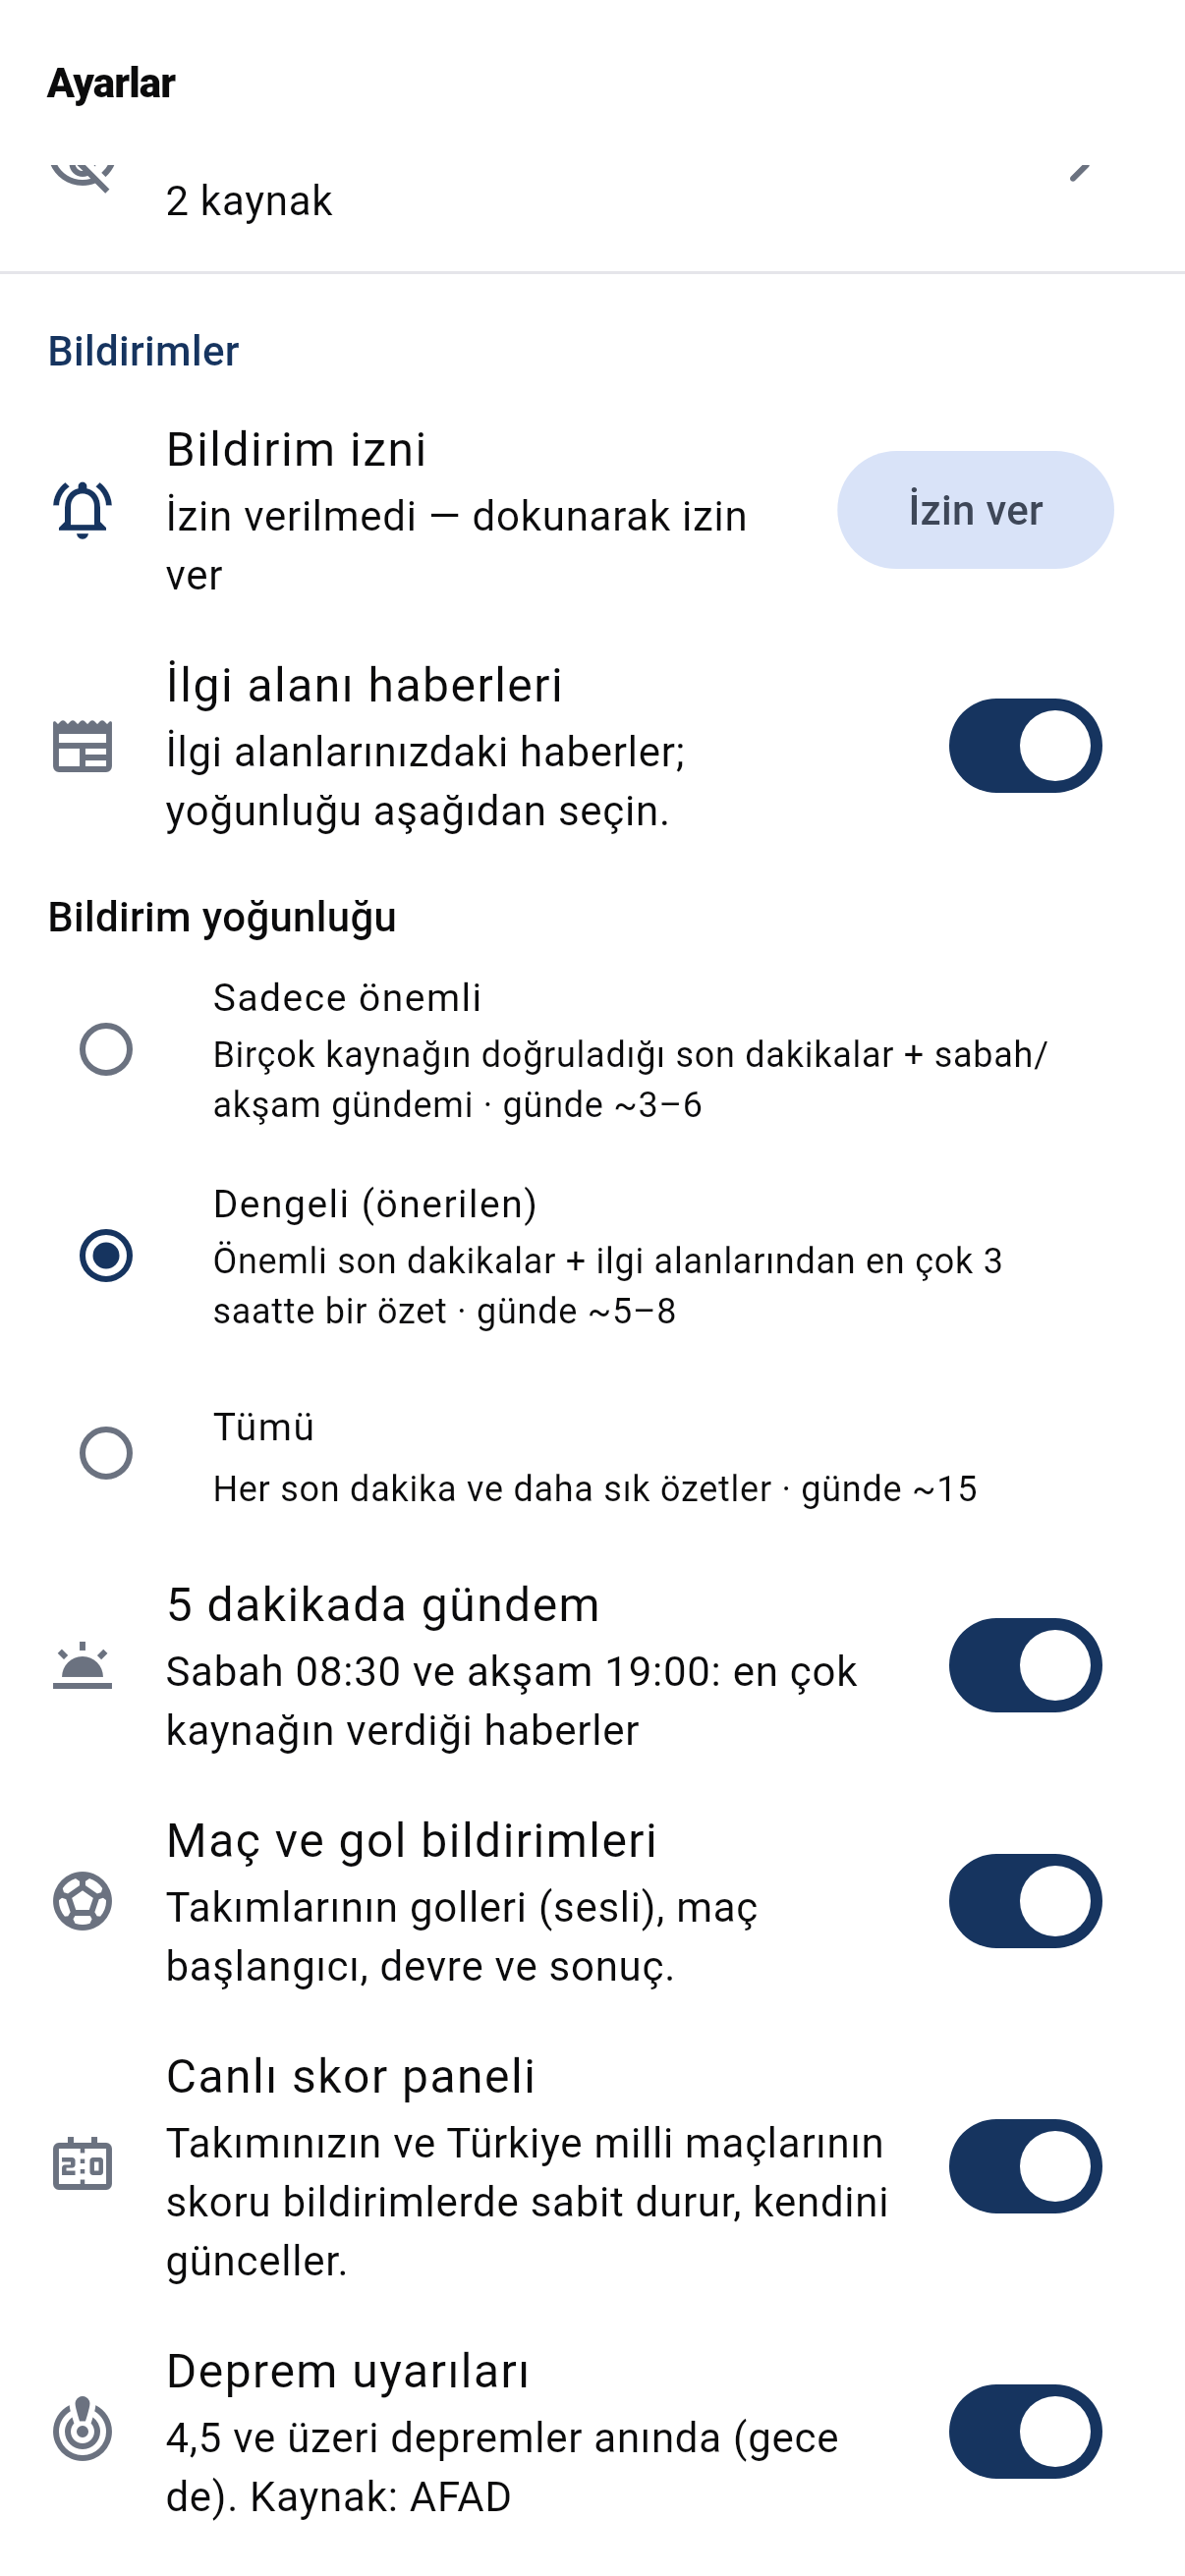 Ayarlar
2 kaynak
Bildirimler
Bildirim izni
İzin verilmedi — dokunarak izin
ver
İzin ver
İlgi alanı haberleri
İlgi alanlarınızdaki haberler;
yoğunluğu aşağıdan seçin.
Bildirim yoğunluğu
Sadece önemli
Birçok kaynağın doğruladığı son dakikalar + sabah/
akşam gündemi · günde ~3–6
Dengeli (önerilen)
Önemli son dakikalar + ilgi alanlarından en çok 3
saatte bir özet · günde ~5–8
Tümü
Her son dakika ve daha sık özetler · günde ~15
5 dakikada gündem
Sabah 08:30 ve akşam 19:00: en çok
kaynağın verdiği haberler
Maç ve gol bildirimleri
Takımlarının golleri (sesli), maç
başlangıcı, devre ve sonuç.
Canlı skor paneli
Takımınızın ve Türkiye milli maçlarının
skoru bildirimlerde sabit durur, kendini
günceller.
Deprem uyarıları
4,5 ve üzeri depremler anında (gece
de). Kaynak: AFAD